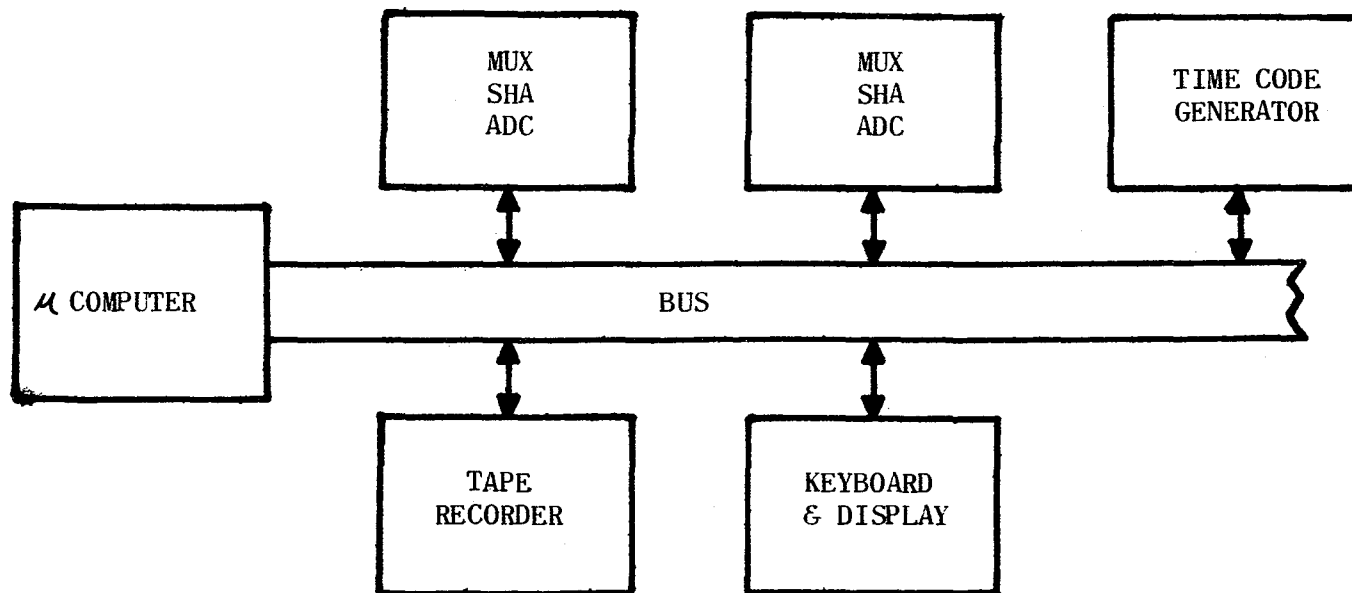 MUX
SHA
ADC
MUX
SHA
ADC
TIME CODE
GENERATOR
μ COMPUTER
BUS
TAPE
RECORDER
KEYBOARD
& DISPLAY